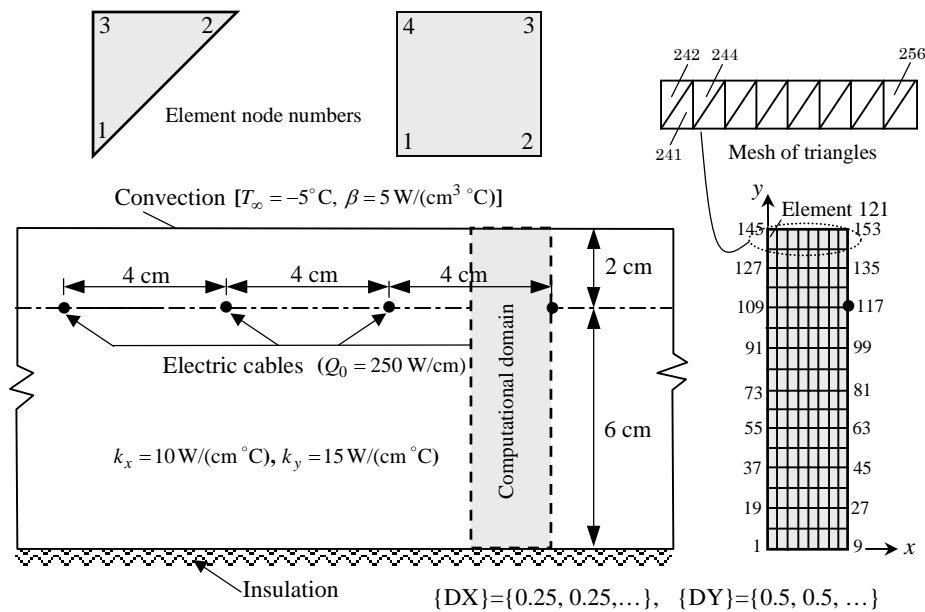 3 2
1
4 3
1 2
Element node numbers
242 244 256
241
Mesh of triangles
Convection [T∞ = −5°C, β = 5 W/(cm³ °C)]
4 cm 4 cm 4 cm
2 cm
Electric cables (Q₀ = 250 W/cm)
Computational domain
6 cm
kₓ = 10 W/(cm °C), k_y = 15 W/(cm °C)
Insulation
y
Element 121
145 153
127 135
109 117
91 99
73 81
55 63
37 45
19 27
1 9 x
{DX}={0.25, 0.25,…}, {DY}={0.5, 0.5, …}